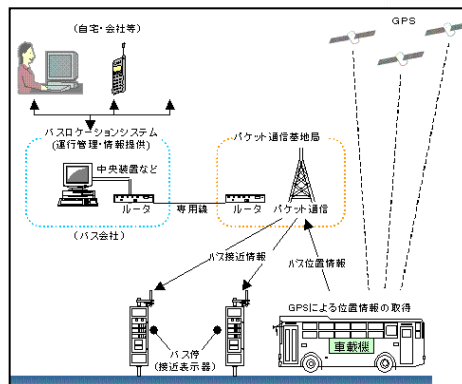 (自宅・会社等)
GPS
バスロケーションシステム
(運行管理・情報提供)
パケット通信基地局
中央装置など
ルータ
専用線
ルータ
パケット通信
(バス会社)
バス接近情報
バス位置情報
GPSによる位置情報の取得
バス停
(接近表示器)
車載機